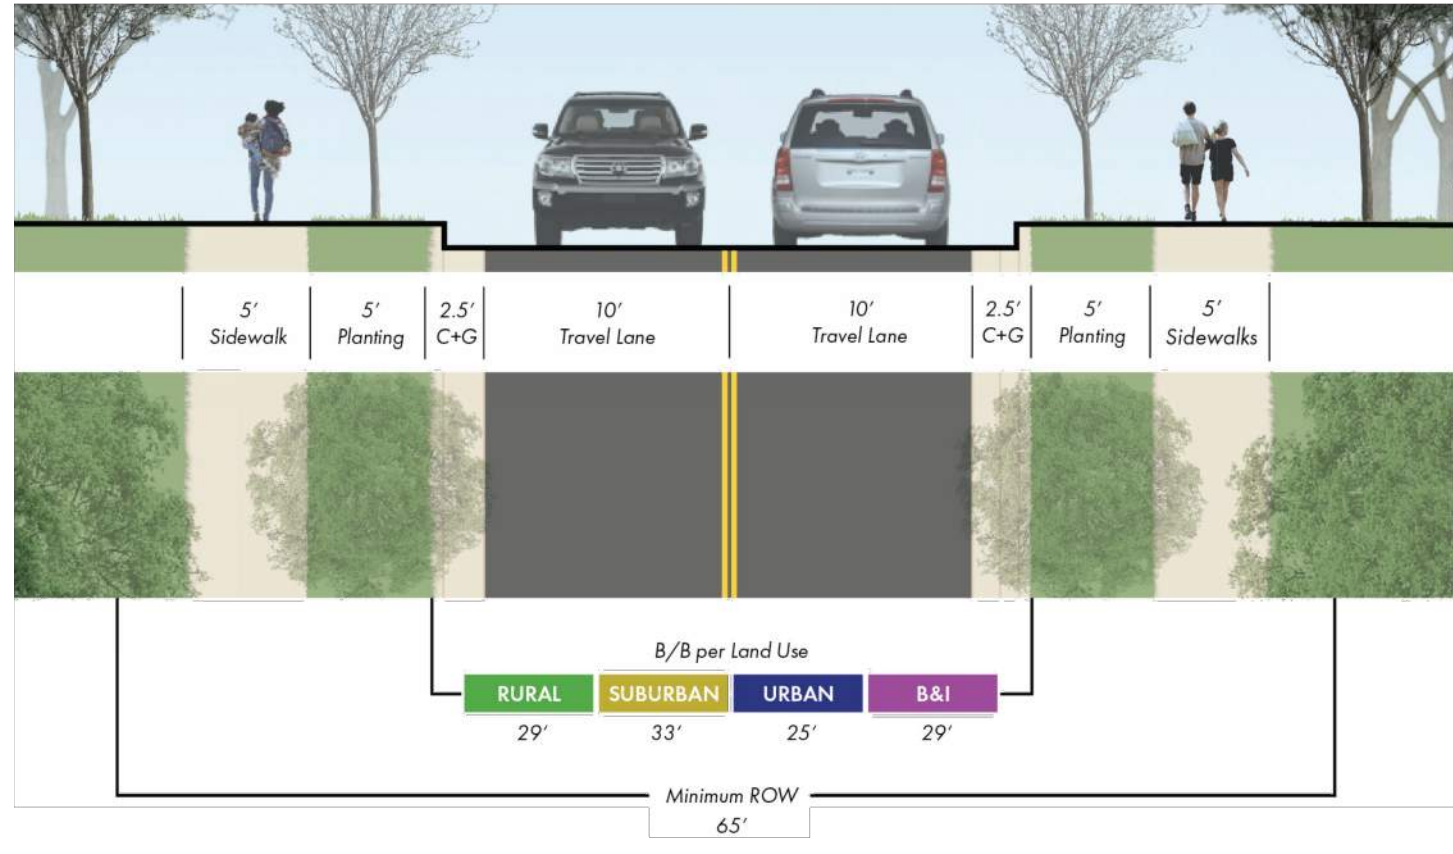 5’ 5’ 2.5’ 10’ 10’ 2.5’ 5’ 5’
Sidewalk Planting C+G Travel Lane Travel Lane C+G Planting Sidewalks
B/B per Land Use
RURAL SUBURBAN URBAN B&I
29’ 33’ 25’ 29’
Minimum ROW
65’